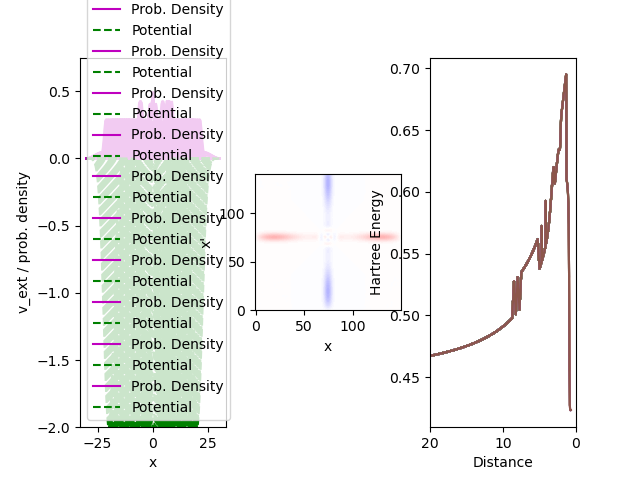 Prob. Density
Potential
Prob. Density
Potential
Prob. Density
Potential
Prob. Density
Potential
Prob. Density
Potential
Prob. Density
Potential
Prob. Density
Potential
Prob. Density
Potential
Prob. Density
Potential
Prob. Density
Potential
0.5
0.0
−0.5
−1.0
−1.5
−2.0
v_ext / prob. density
−25
0
25
x
100
50
0
x'
0
50
100
x
0.70
0.65
0.60
0.55
0.50
0.45
Hartree Energy
20
10
0
Distance